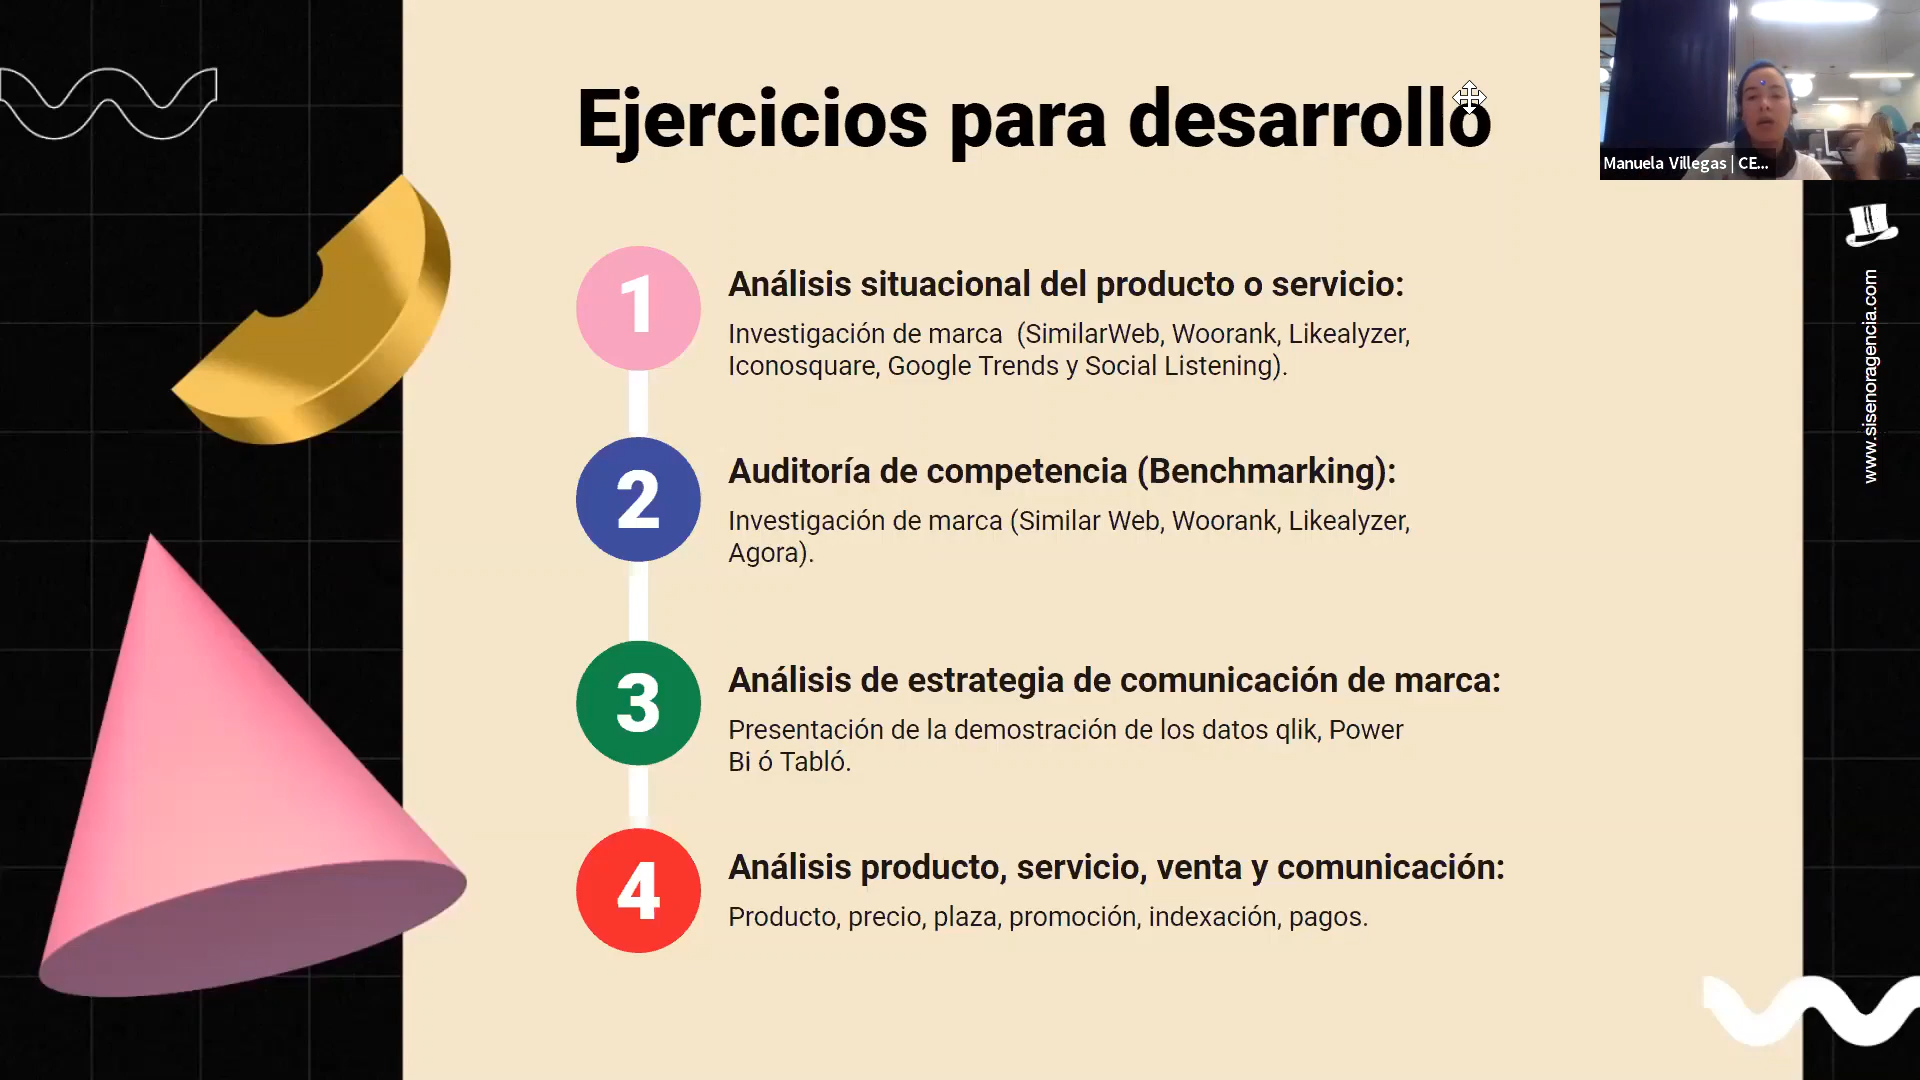 Ejercicios para desarrollo
Manuela Villegas | CE...
1
Análisis situacional del producto o servicio:
Investigación de marca (SimilarWeb, Woorank, Likealyzer,
Iconosquare, Google Trends y Social Listening).
www.sisenoragencia.com
2
Auditoría de competencia (Benchmarking):
Investigación de marca (Similar Web, Woorank, Likealyzer,
Agora).
3
Análisis de estrategia de comunicación de marca:
Presentación de la demostración de los datos qlik, Power
Bi ó Tabló.
4
Análisis producto, servicio, venta y comunicación:
Producto, precio, plaza, promoción, indexación, pagos.